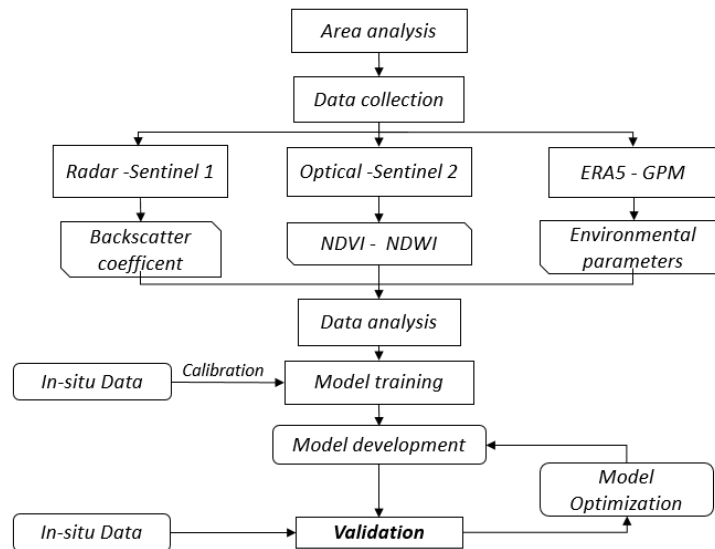 Area analysis
Data collection
Radar -Sentinel 1
Optical -Sentinel 2
ERA5 - GPM
Backscatter
coefficent
NDVI - NDWI
Environmental
parameters
Data analysis
In-situ Data
Calibration
Model training
Model development
Model
Optimization
In-situ Data
Validation